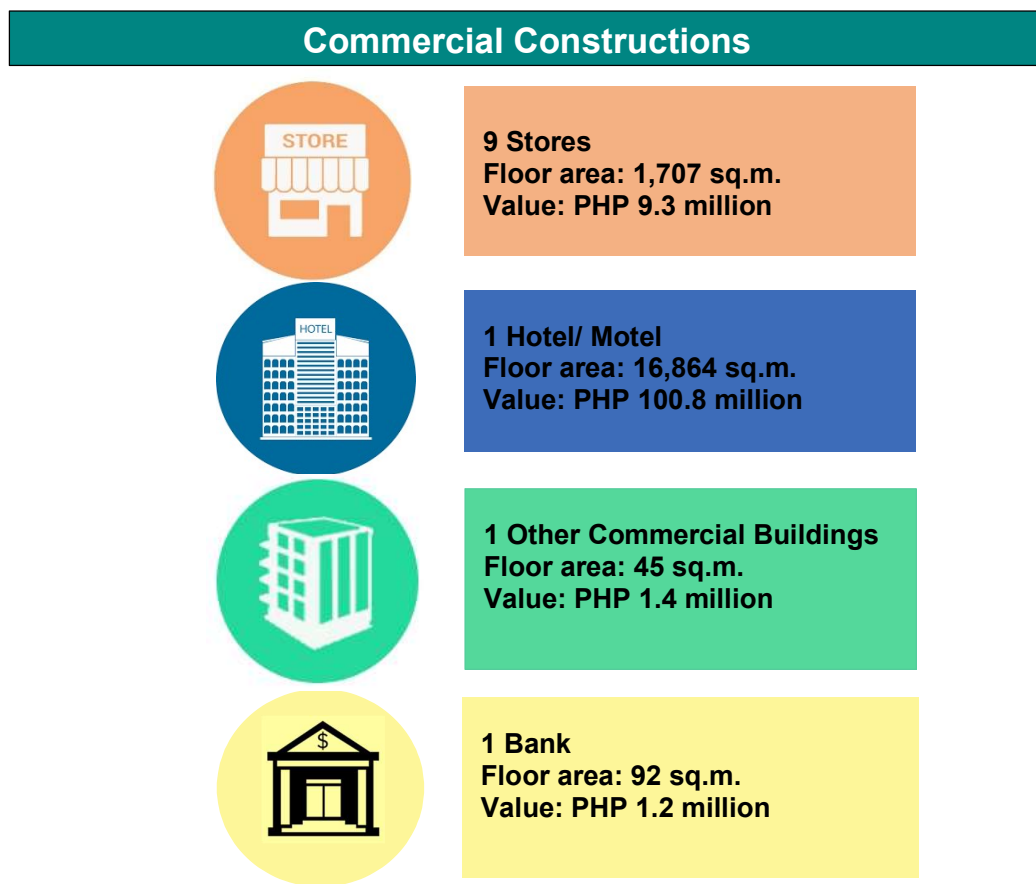 Commercial Constructions
STORE
9 Stores
Floor area: 1,707 sq.m.
Value: PHP 9.3 million
HOTEL
1 Hotel/ Motel
Floor area: 16,864 sq.m.
Value: PHP 100.8 million
1 Other Commercial Buildings
Floor area: 45 sq.m.
Value: PHP 1.4 million
$
1 Bank
Floor area: 92 sq.m.
Value: PHP 1.2 million